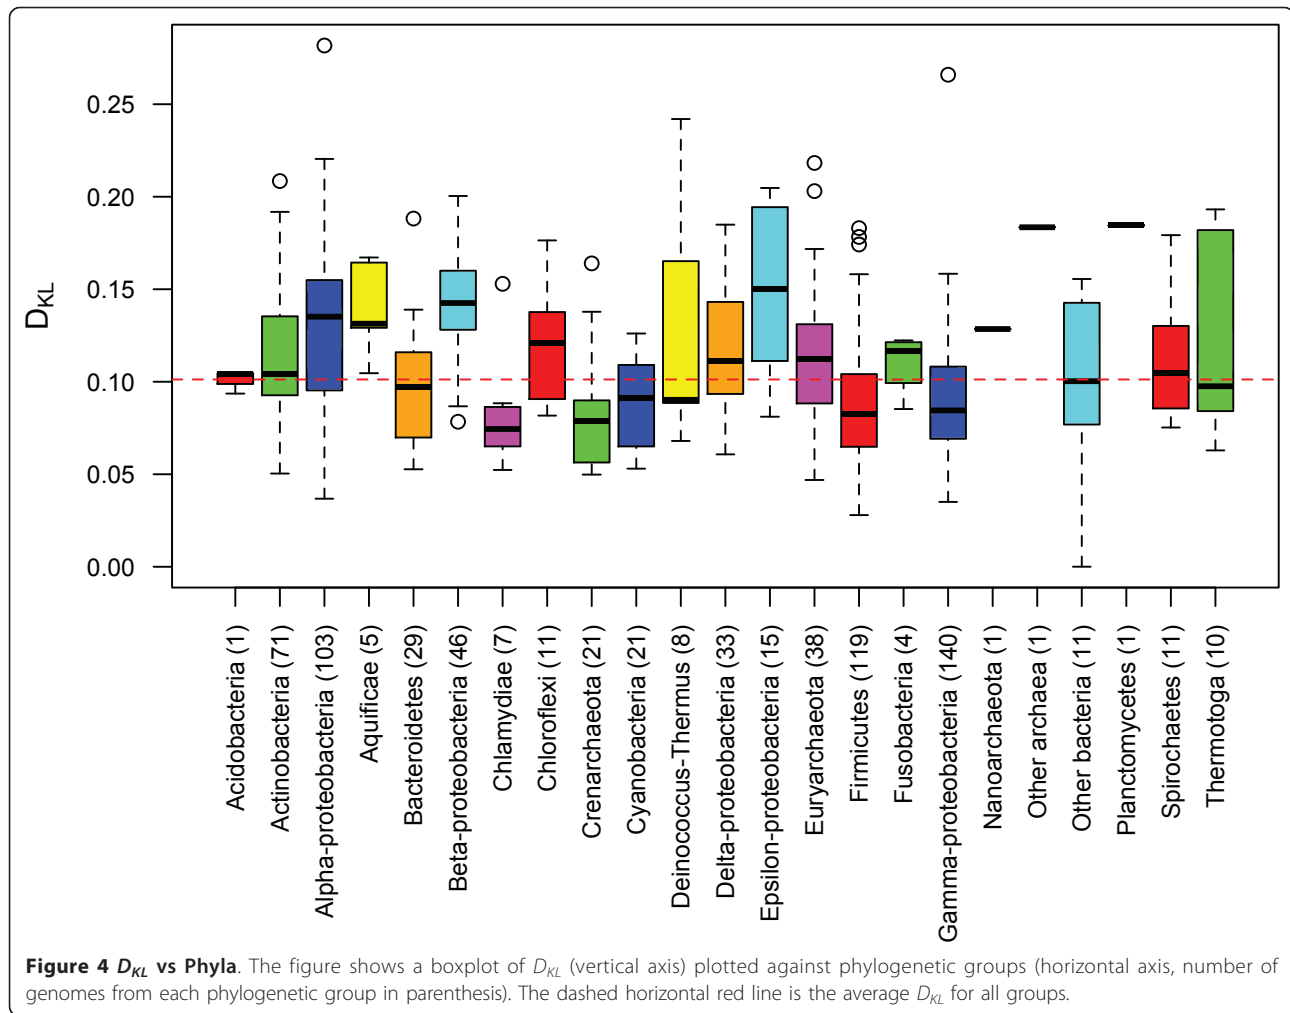 D_KL
0.25
0.20
0.15
0.10
0.05
0.00
Acidobacteria (1)
Actinobacteria (71)
Alpha-proteobacteria (103)
Aquificae (5)
Bacteroidetes (29)
Beta-proteobacteria (46)
Chlamydiae (7)
Chloroflexi (11)
Crenarchaeota (21)
Cyanobacteria (21)
Deinococcus-Thermus (8)
Delta-proteobacteria (33)
Epsilon-proteobacteria (15)
Euryarchaeota (38)
Firmicutes (119)
Fusobacteria (4)
Gamma-proteobacteria (140)
Nanoarchaeota (1)
Other archaea (1)
Other bacteria (11)
Planctomycetes (1)
Spirochaetes (11)
Thermotoga (10)
Figure 4 D_KL vs Phyla. The figure shows a boxplot of D_KL (vertical axis) plotted against phylogenetic groups (horizontal axis, number of
genomes from each phylogenetic group in parenthesis). The dashed horizontal red line is the average D_KL for all groups.